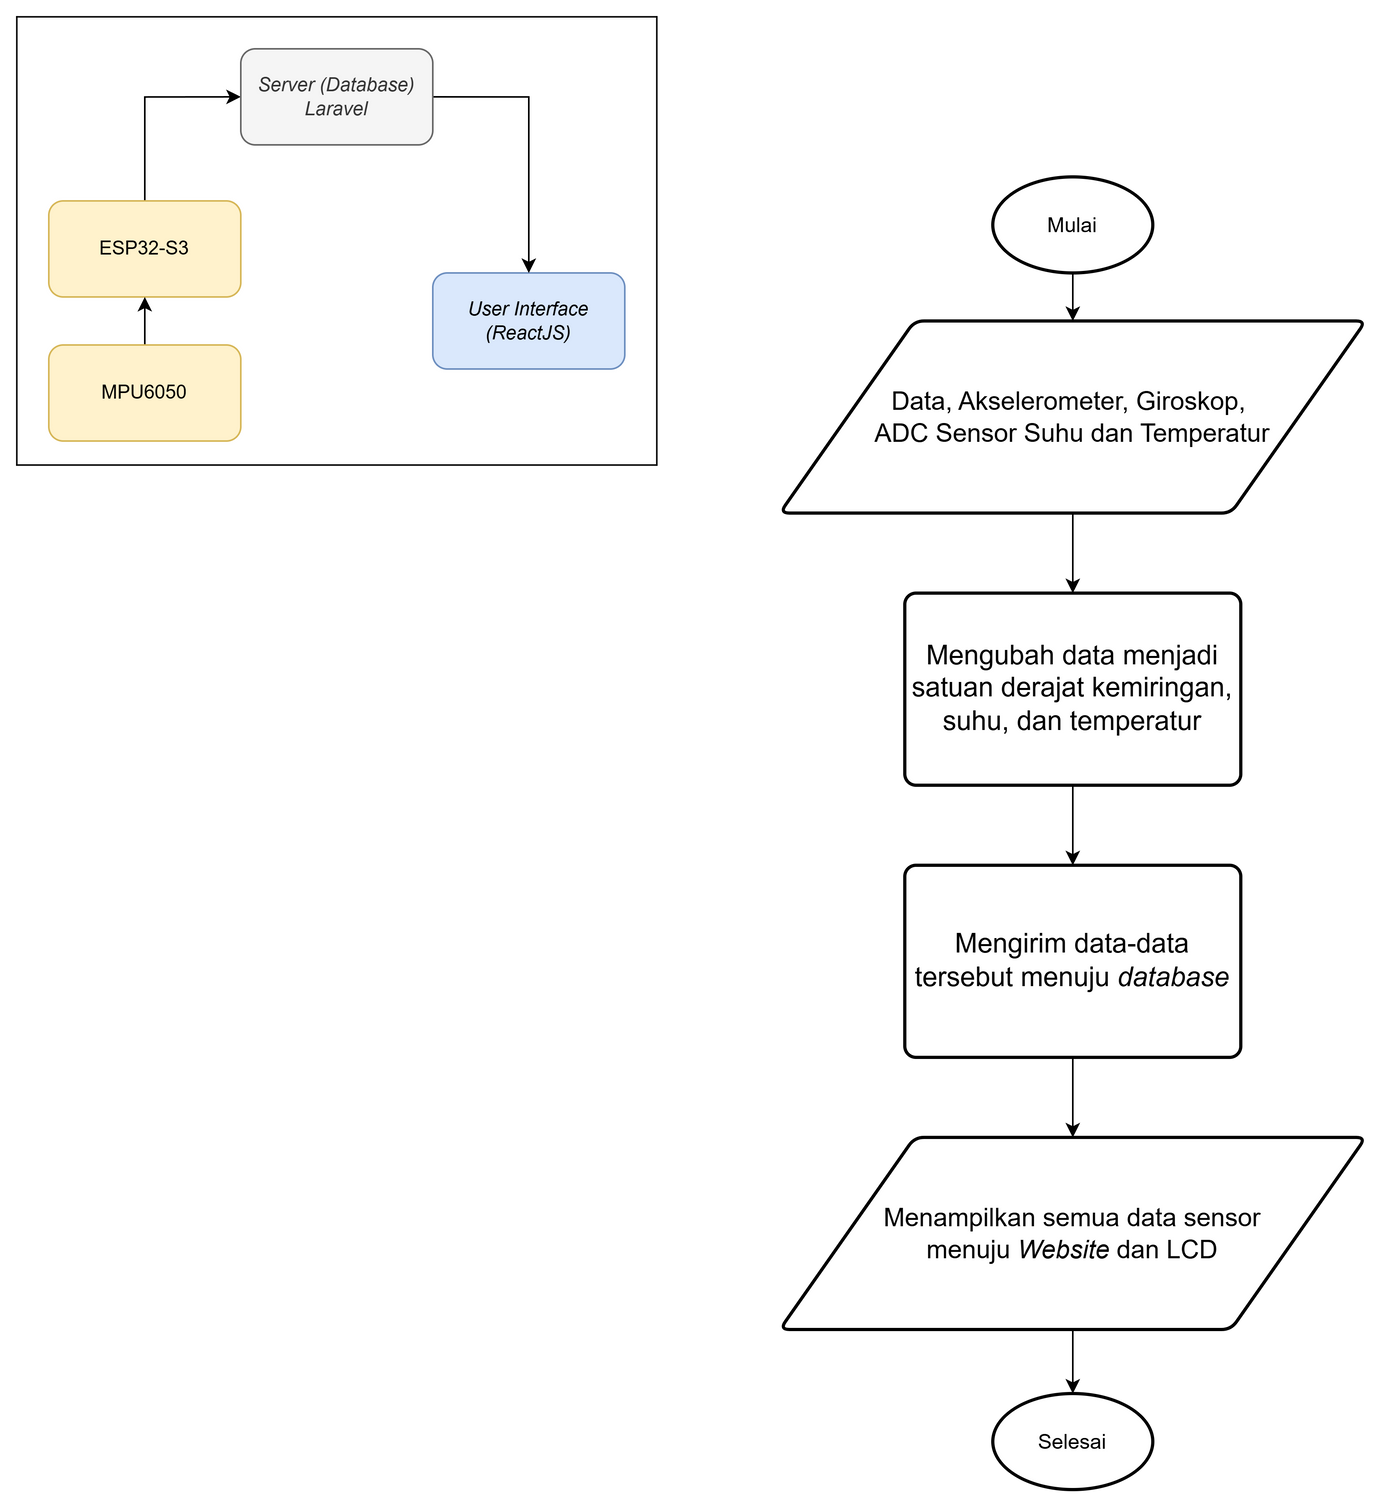 Server (Database)
Laravel
ESP32-S3
MPU6050
User Interface
(ReactJS)
Mulai
Data, Akselerometer, Giroskop,
ADC Sensor Suhu dan Temperatur
Mengubah data menjadi
satuan derajat kemiringan,
suhu, dan temperatur
Mengirim data-data
tersebut menuju database
Menampilkan semua data sensor
menuju Website dan LCD
Selesai